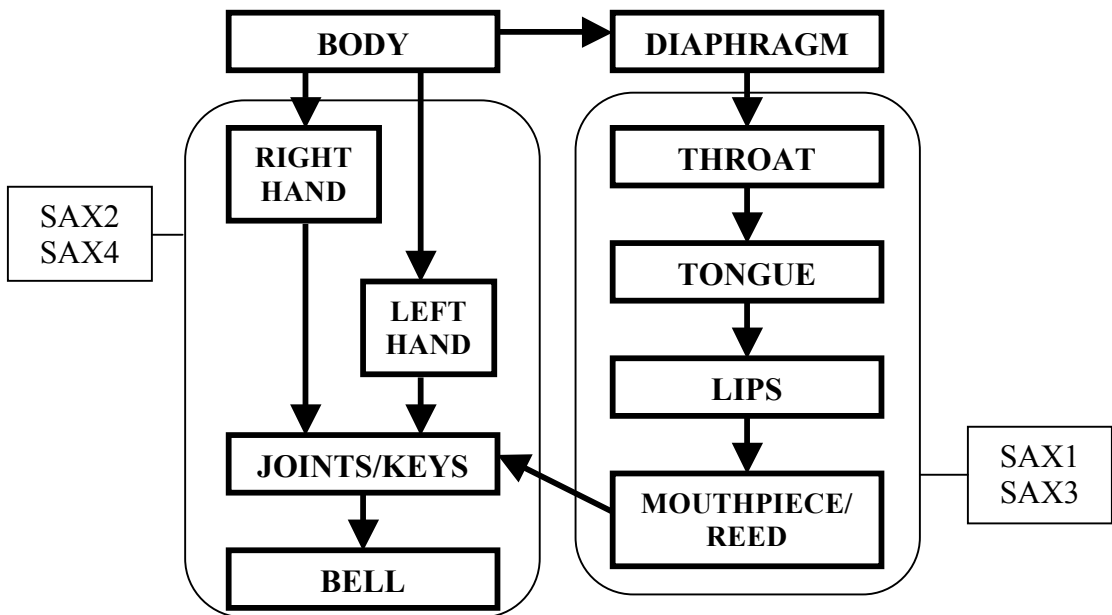 BODY
DIAPHRAGM
RIGHT
HAND
THROAT
SAX2
SAX4
TONGUE
LEFT
HAND
LIPS
JOINTS/KEYS
MOUTHPIECE/
REED
SAX1
SAX3
BELL